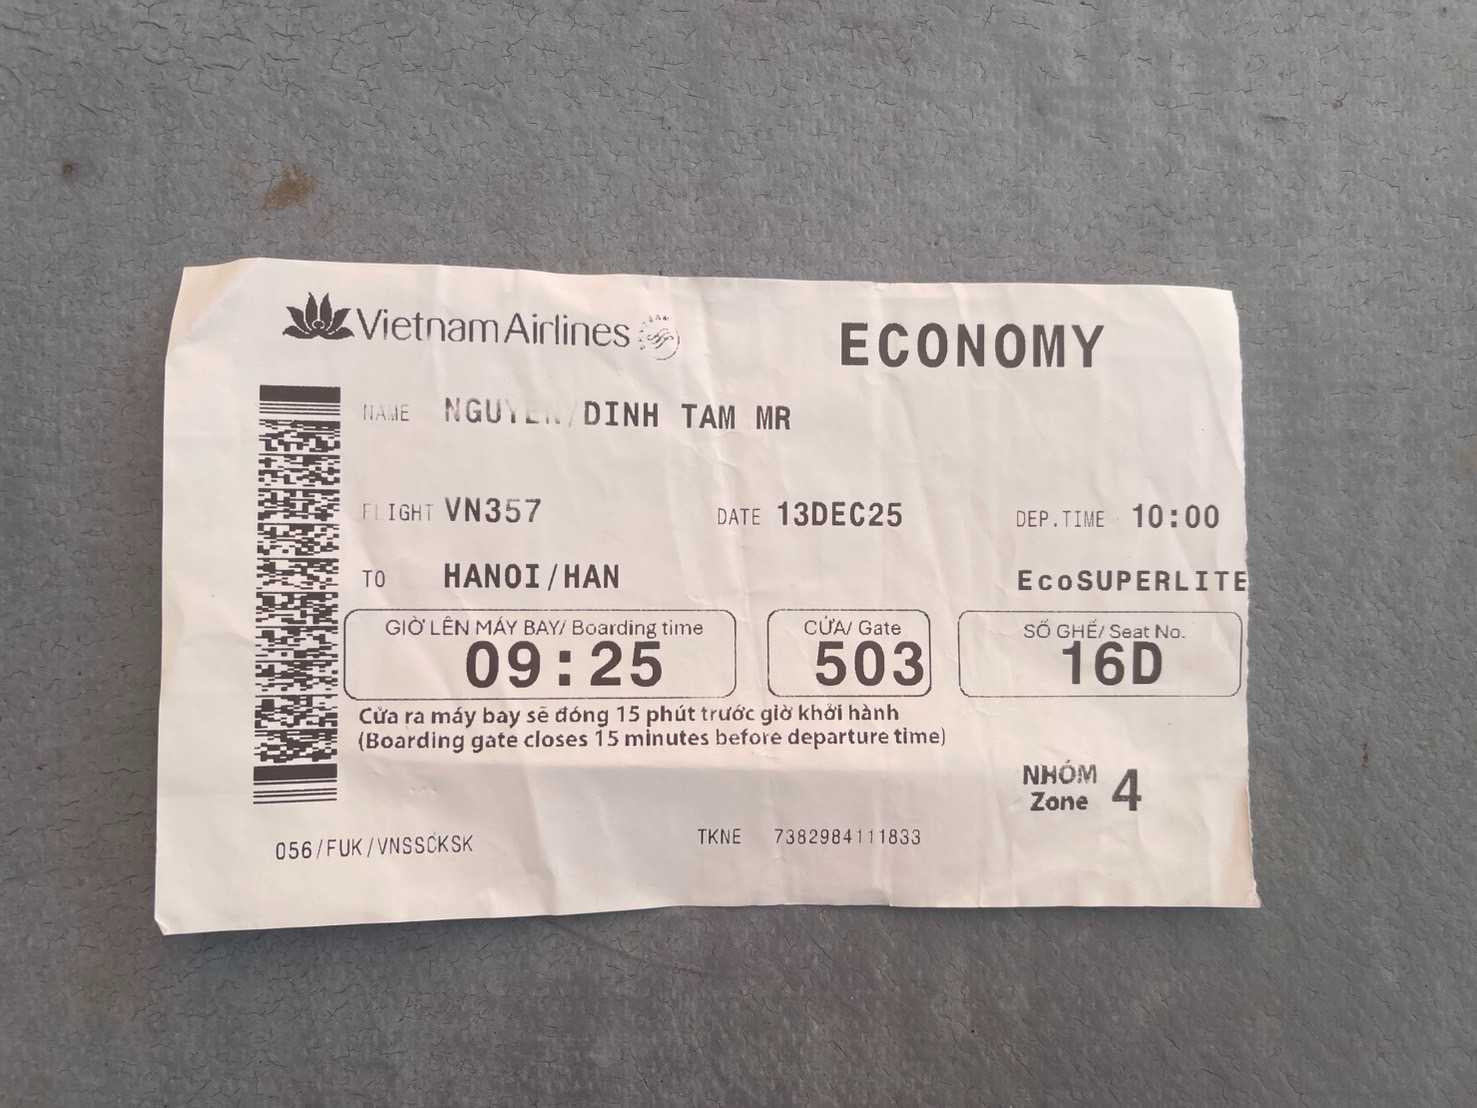 Vietnam Airlines
ECONOMY
NAME NGUYEN/DINH TAM MR
FLIGHT VN357 DATE 13DEC25 DEP.TIME 10:00
TO HANOI/HAN EcoSUPERLITE
GIỜ LÊN MÁY BAY/ Boarding time CỬA/ Gate SỐ GHẾ/ Seat No.
09:25 503 16D
Cửa ra máy bay sẽ đóng 15 phút trước giờ khởi hành
(Boarding gate closes 15 minutes before departure time)
NHÓM
Zone 4
056/FUK/VNSSCKSK TKNE 7382984111833